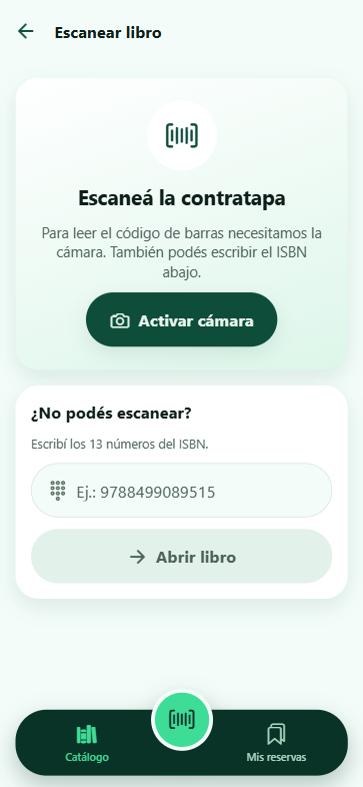 Escanear libro
Escaneá la contratapa
Para leer el código de barras necesitamos la
cámara. También podés escribir el ISBN
abajo.
Activar cámara
¿No podés escanear?
Escribí los 13 números del ISBN.
Ej.: 9788499089515
Abrir libro
Catálogo
Mis reservas